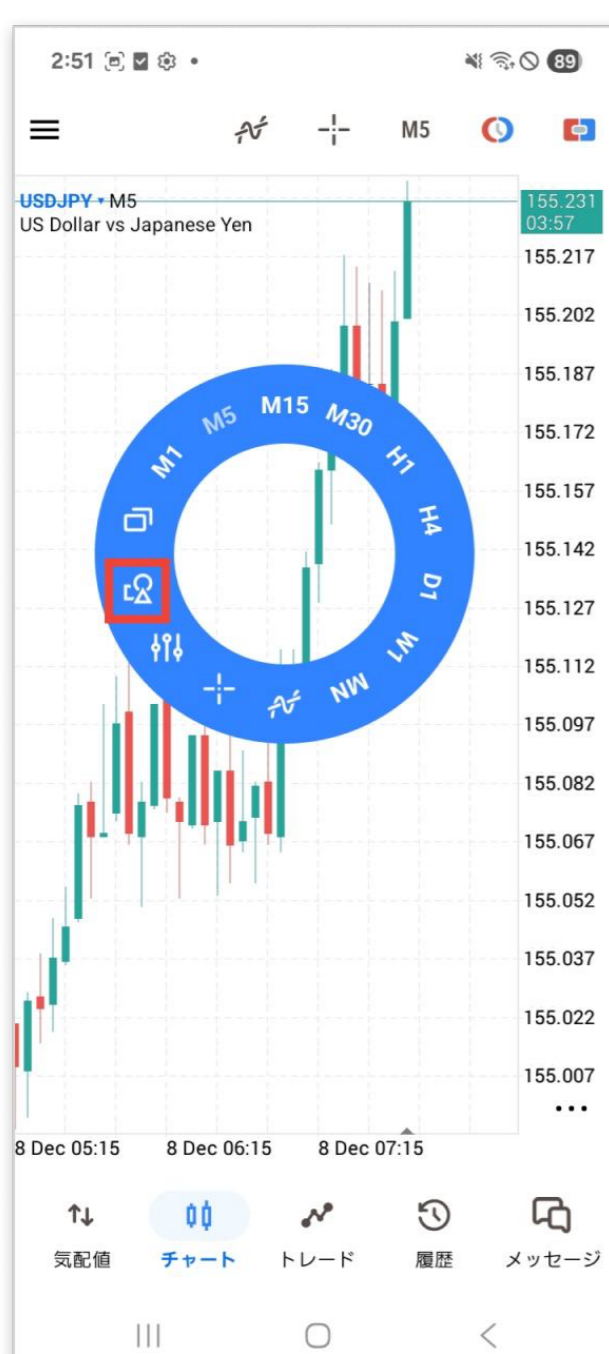 2:51
89
M5
USDJPY • M5
US Dollar vs Japanese Yen
155.231
03:57
155.217
155.202
155.187
155.172
155.157
155.142
155.127
155.112
155.097
155.082
155.067
155.052
155.037
155.022
155.007
M1
M5
M15
M30
H1
H4
D1
W1
MN
8 Dec 05:15
8 Dec 06:15
8 Dec 07:15
気配値
チャート
トレード
履歴
メッセージ